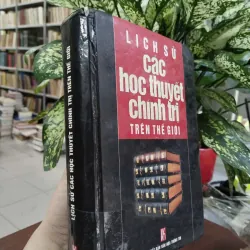 LỊCH SỬ
các
học thuyết
chính trị
TRÊN THẾ GIỚI
LỊCH SỬ CÁC HỌC THUYẾT CHÍNH TRỊ TRÊN THẾ GIỚI